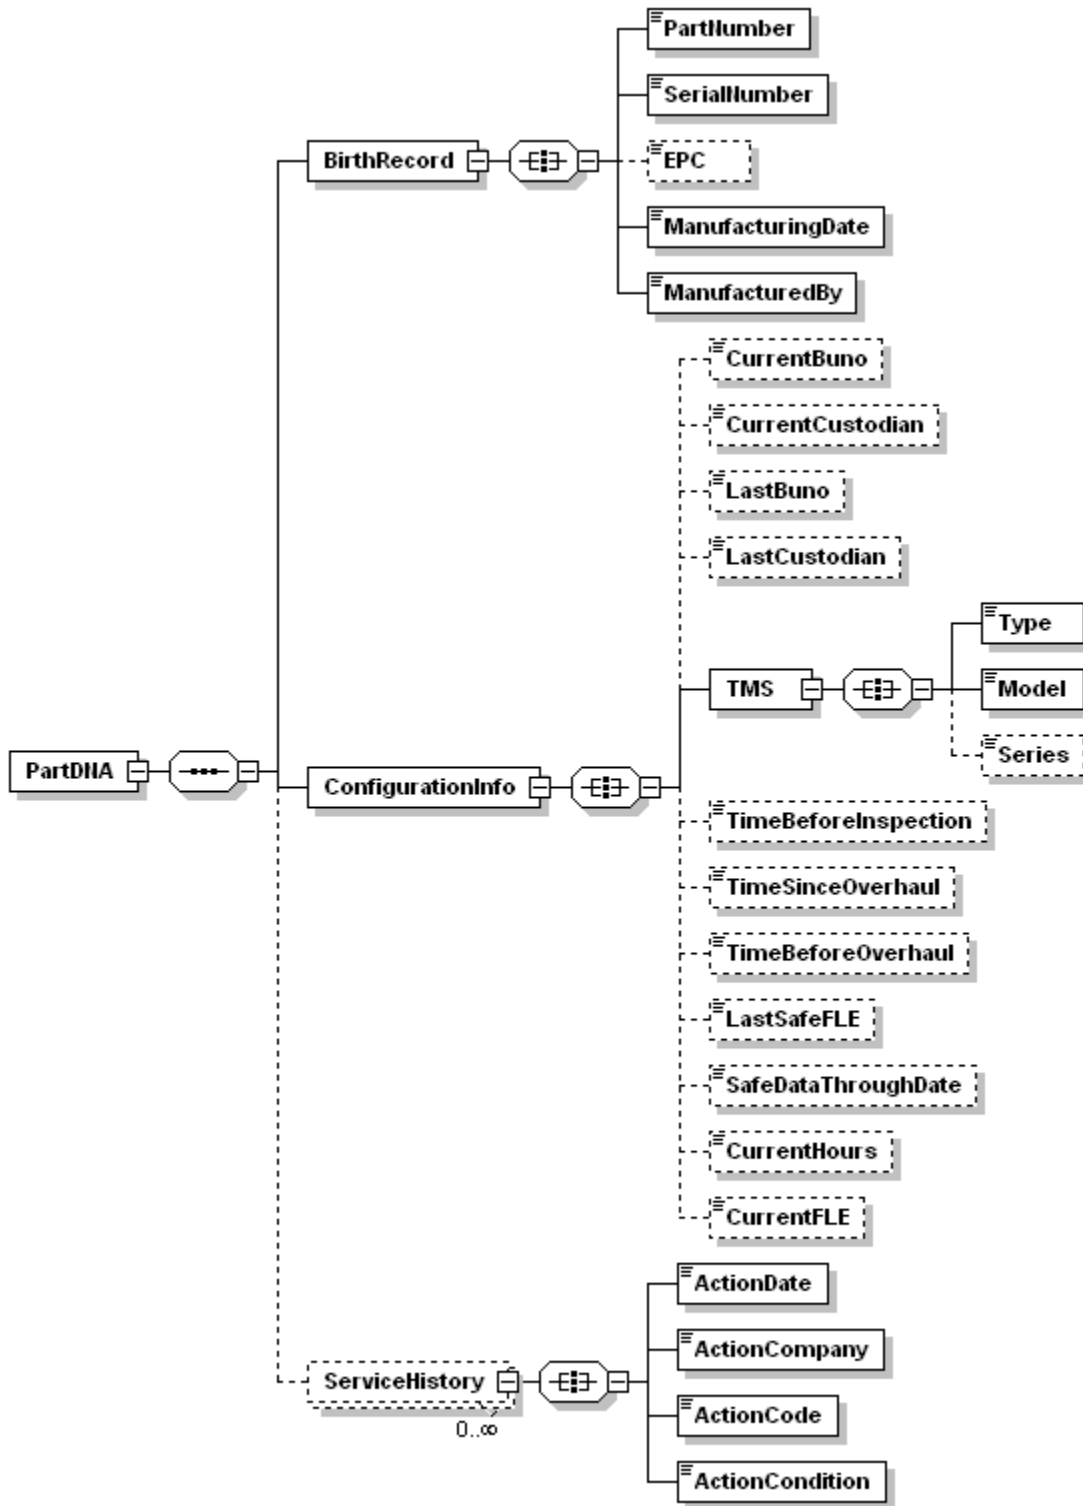 PartNumber
SerialNumber
BirthRecord
EPC
ManufacturingDate
ManufacturedBy
CurrentBuno
CurrentCustodian
LastBuno
LastCustodian
Type
TMS
Model
Series
PartDNA
ConfigurationInfo
TimeBeforeInspection
TimeSinceOverhaul
TimeBeforeOverhaul
LastSafeFLE
SafeDataThroughDate
CurrentHours
CurrentFLE
ActionDate
ActionCompany
ServiceHistory
0..∞
ActionCode
ActionCondition